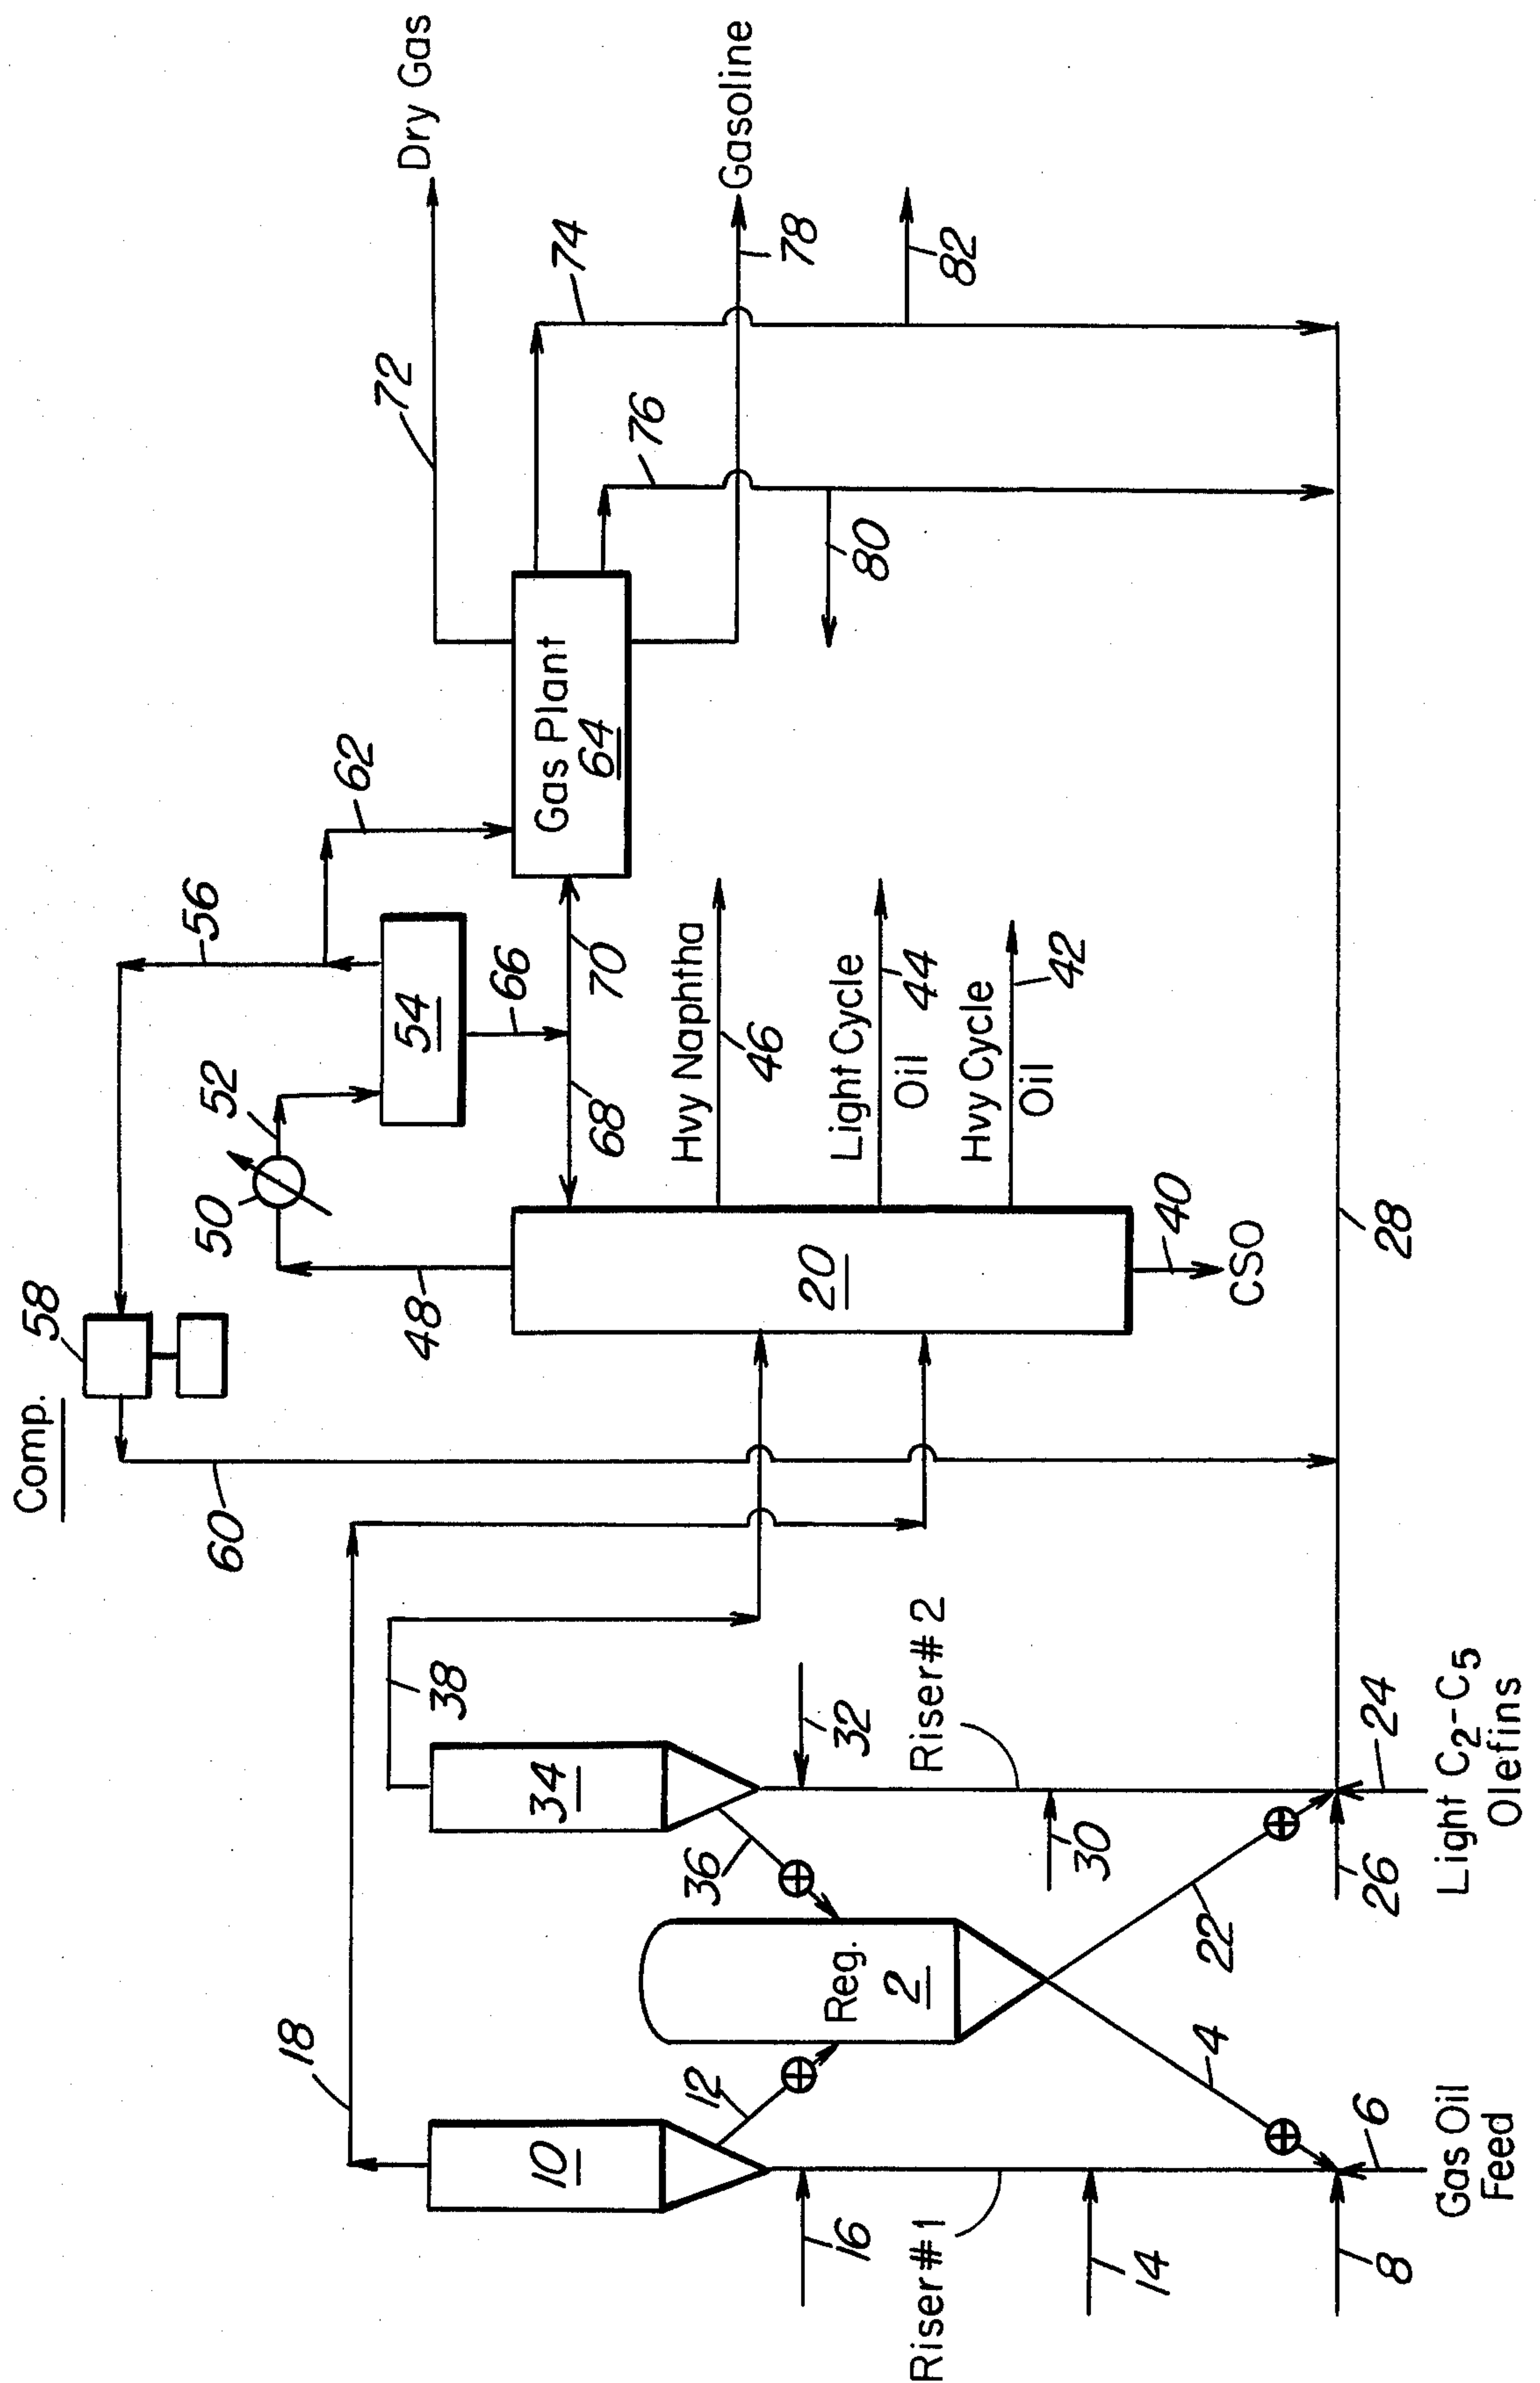 Comp.
58
60
56
50
52
54
62
48
66
68
70
Gas Plant
64
72
Dry Gas
74
76
Gasoline
78
80
82
18
10
12
16
Riser#1
14
8
6
Gas Oil
Feed
4
Reg.
2
36
34
38
32
Riser#2
30
22
26
24
Light C2-C5
Olefins
20
Hvy Naphtha
46
Light Cycle
Oil
44
Hvy Cycle
Oil
42
40
CSO
28